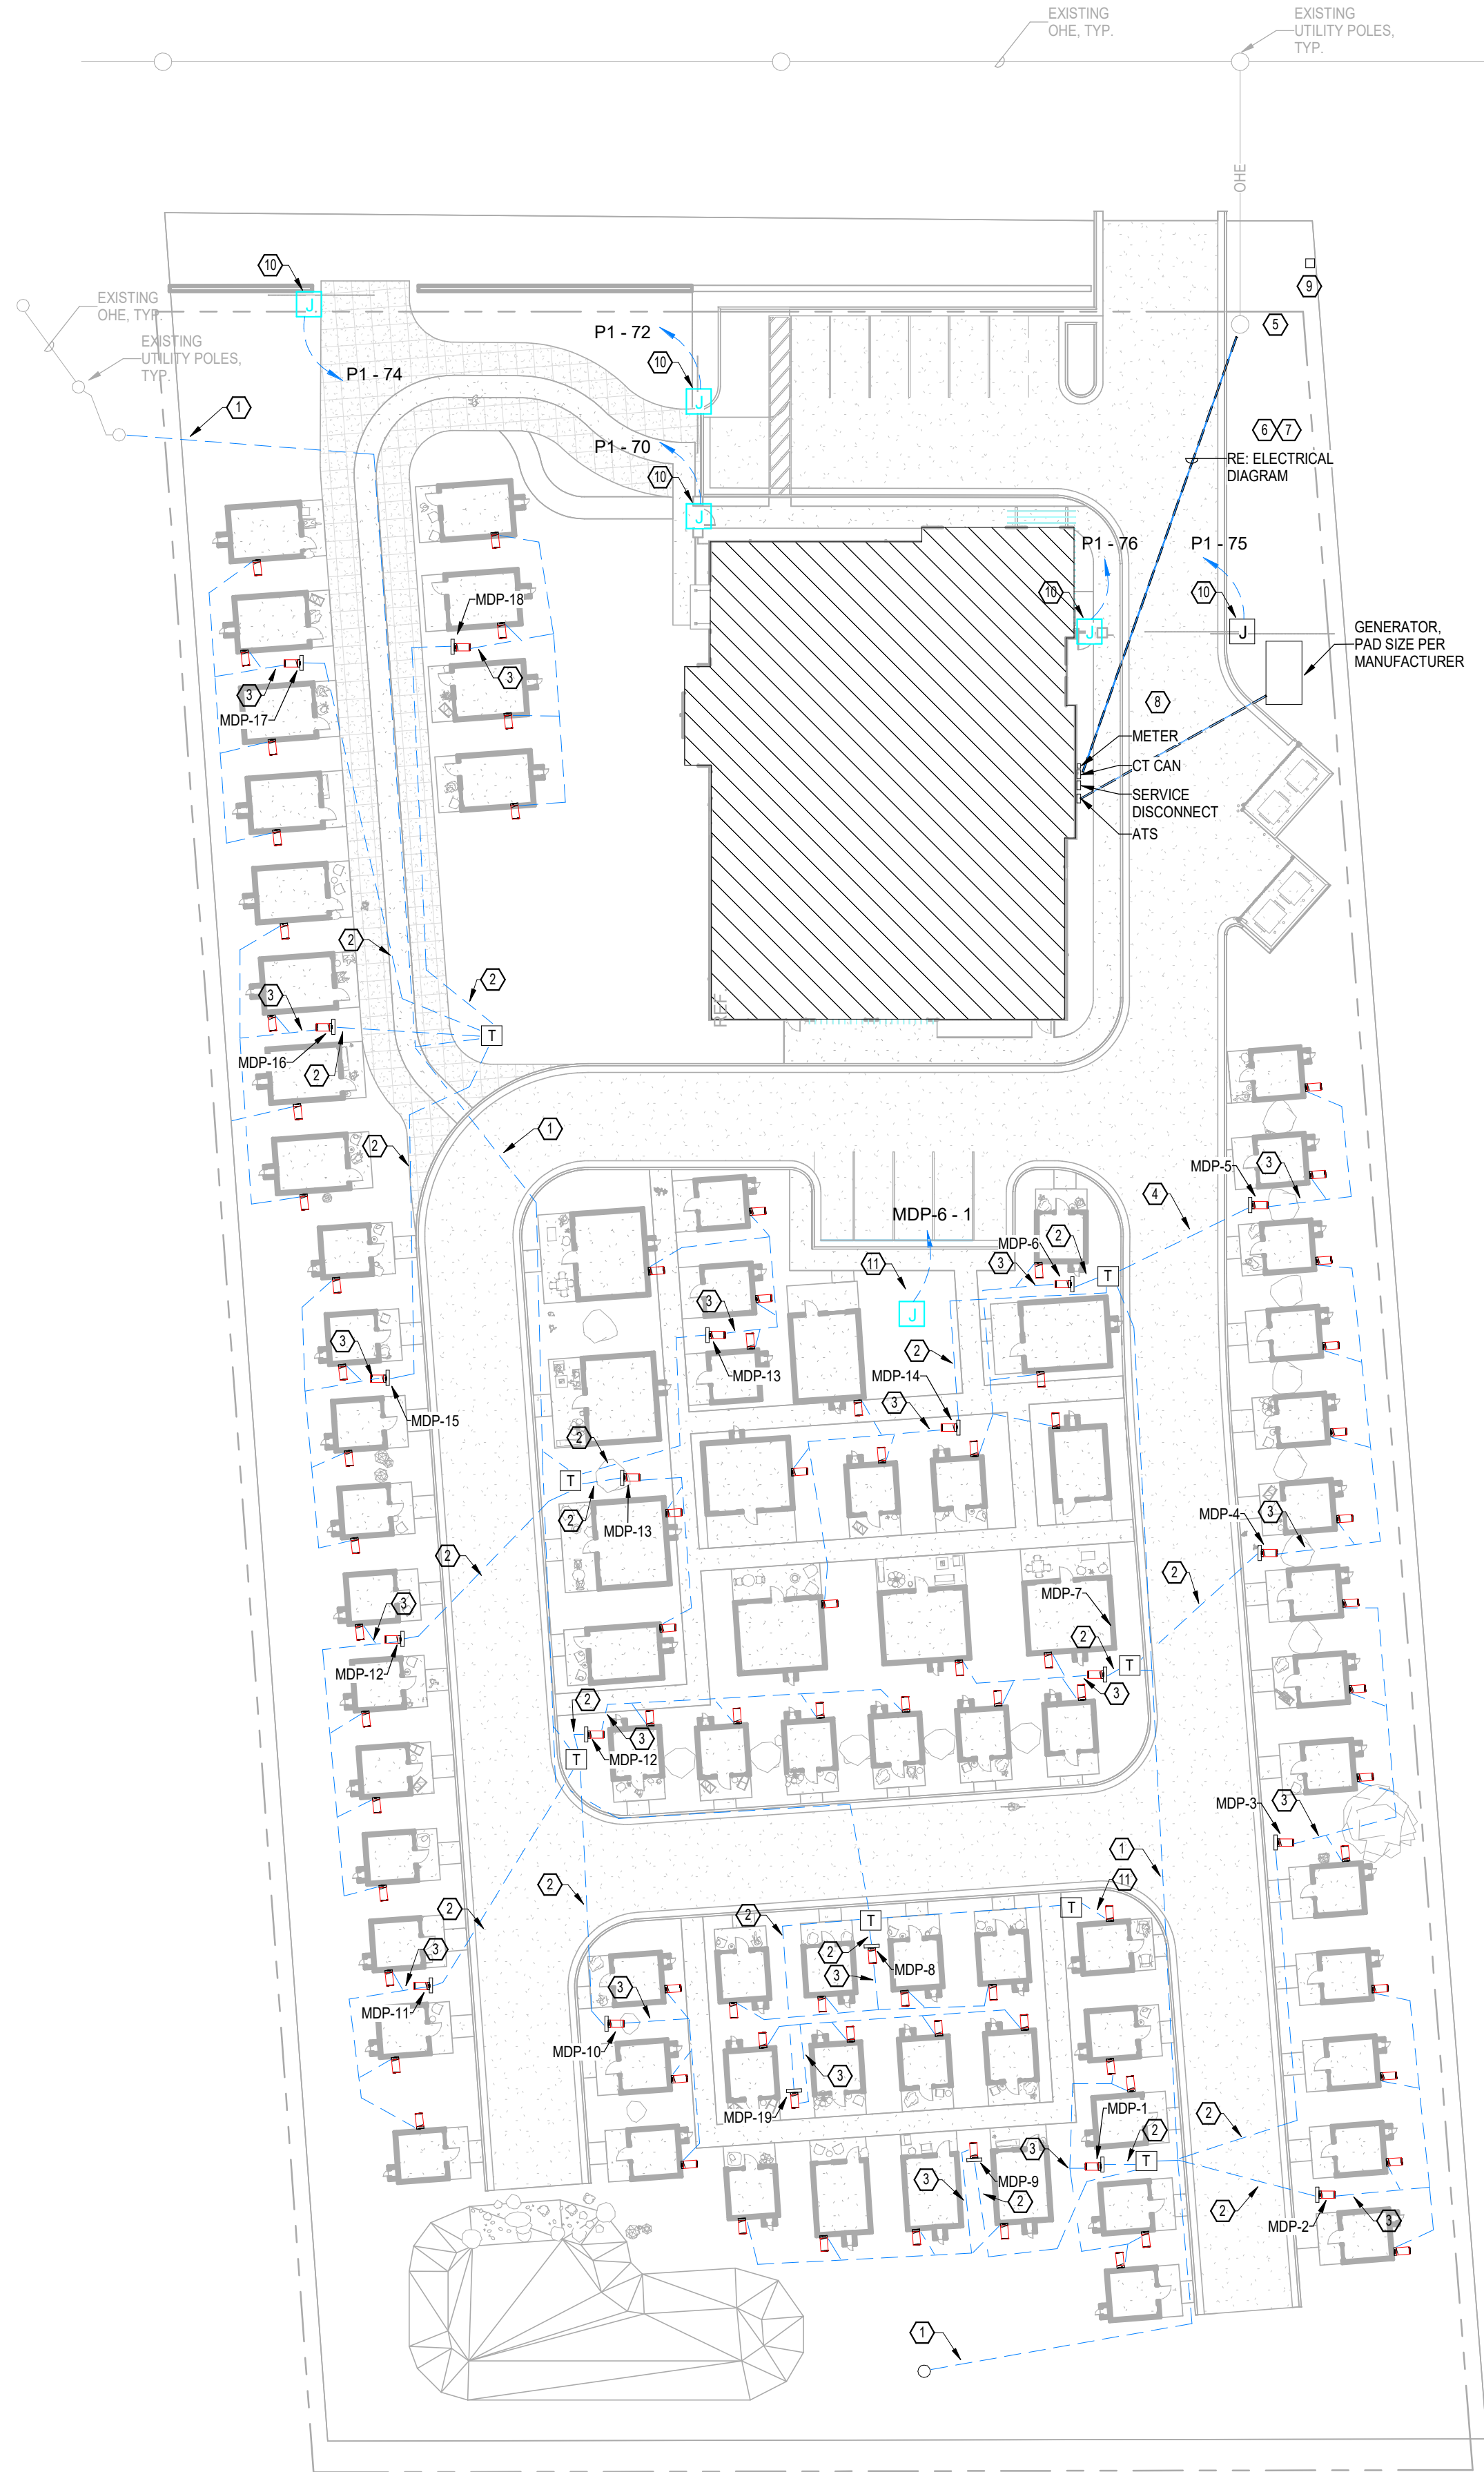 EXISTING
OHE, TYP.
EXISTING
UTILITY POLES,
TYP.
OHE
10
9
EXISTING
OHE, TYP.
EXISTING
UTILITY POLES,
TYP.
J
P1 - 72
5
P1 - 74
10
J
1
6 7
P1 - 70
RE: ELECTRICAL
DIAGRAM
10
J
P1 - 76
P1 - 75
10
10
MDP-18
J
J
GENERATOR,
PAD SIZE PER
MANUFACTURER
3
3
MDP-17
8
METER
CT CAN
SERVICE
DISCONNECT
ATS
2
2
3
REF.
T
MDP-16
2
1
2
MDP-5
3
4
MDP-6 - 1
MDP-6
2
11
3
T
3
J
3
2
MDP-13
MDP-14
3
MDP-15
2
T
MDP-4
3
2
MDP-13
2
2
MDP-7
3
2
MDP-12
T
3
2
3
MDP-12
T
MDP-3
3
1
2
11
2
2
T
T
2
3
MDP-8
3
3
MDP-11
MDP-10
3
MDP-19
MDP-1
2
2
3
T
3
MDP-9
2
2
MDP-2
3
1